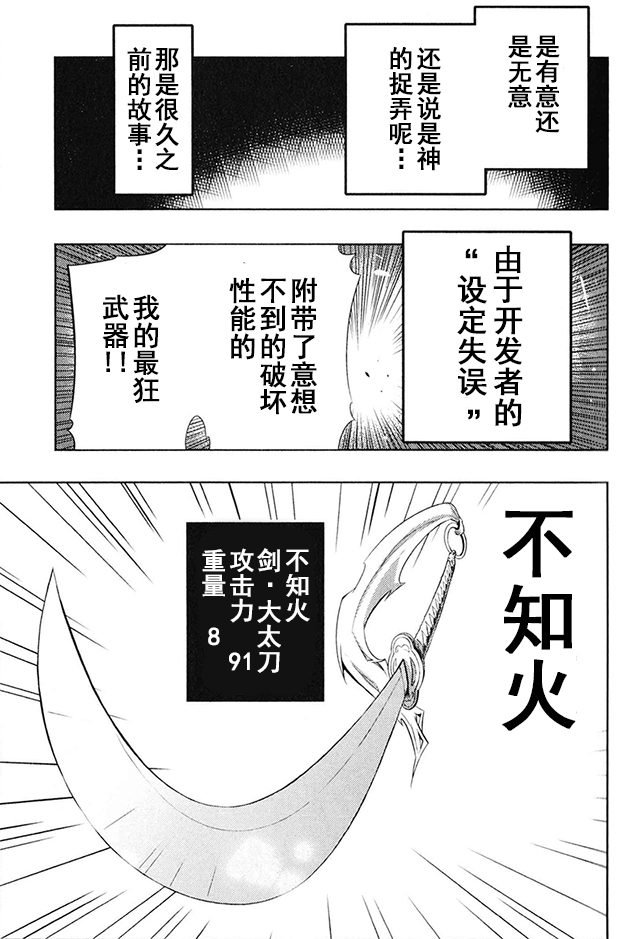 是有意还
是无意
还是说是神
的捉弄呢…
那是很久之
前的故事…
由于开发者的
“设定失误”
附带了意想
不到的破坏
性能的
我的最狂
武器!!
不知火
不知火
剑·大太刀
攻击力 91
重量 8